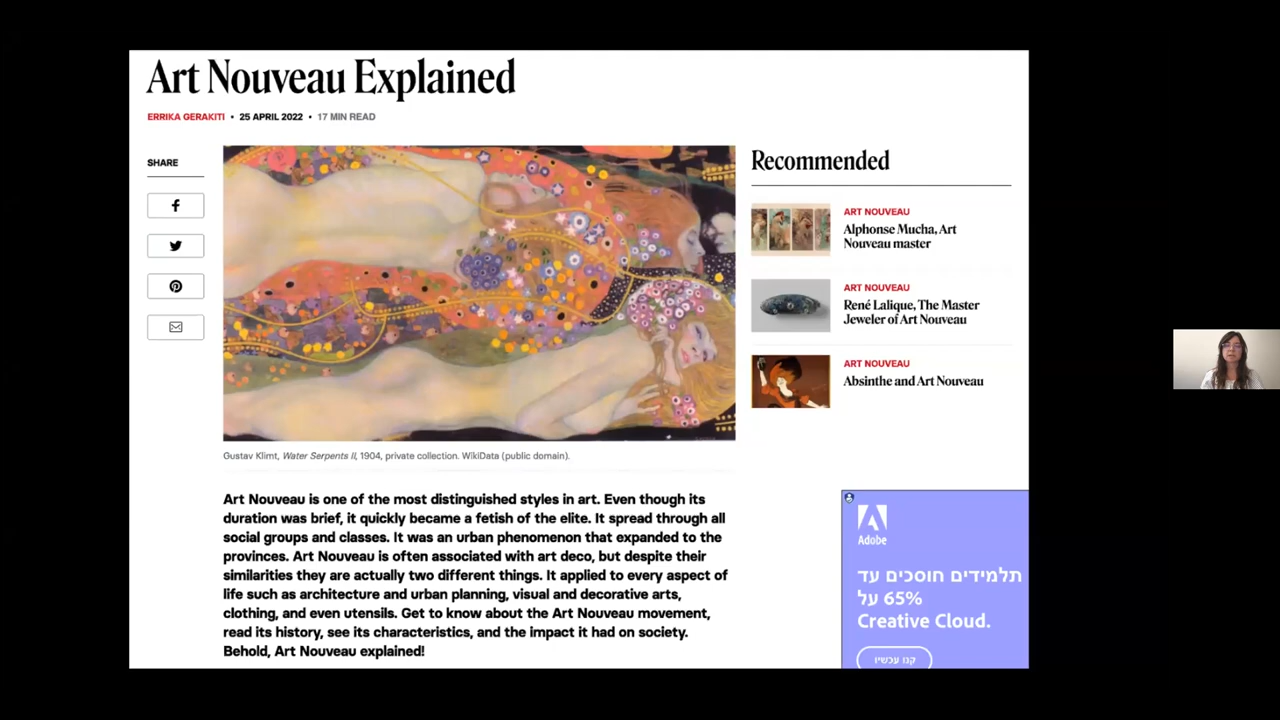 Art Nouveau Explained
ERRIKA GERAKITI • 25 APRIL 2022 • 17 MIN READ
SHARE
Gustav Klimt, Water Serpents II, 1904, private collection. WikiData (public domain).
Art Nouveau is one of the most distinguished styles in art. Even though its
duration was brief, it quickly became a fetish of the elite. It spread through all
social groups and classes. It was an urban phenomenon that expanded to the
provinces. Art Nouveau is often associated with art deco, but despite their
similarities they are actually two different things. It applied to every aspect of
life such as architecture and urban planning, visual and decorative arts,
clothing, and even utensils. Get to know about the Art Nouveau movement,
read its history, see its characteristics, and the impact it had on society.
Behold, Art Nouveau explained!
Recommended
ART NOUVEAU
Alphonse Mucha, Art
Nouveau master
ART NOUVEAU
René Lalique, The Master
Jeweler of Art Nouveau
ART NOUVEAU
Absinthe and Art Nouveau
Adobe
תלמידים חוסכים עד
65% על
Creative Cloud.
קנו עכשיו